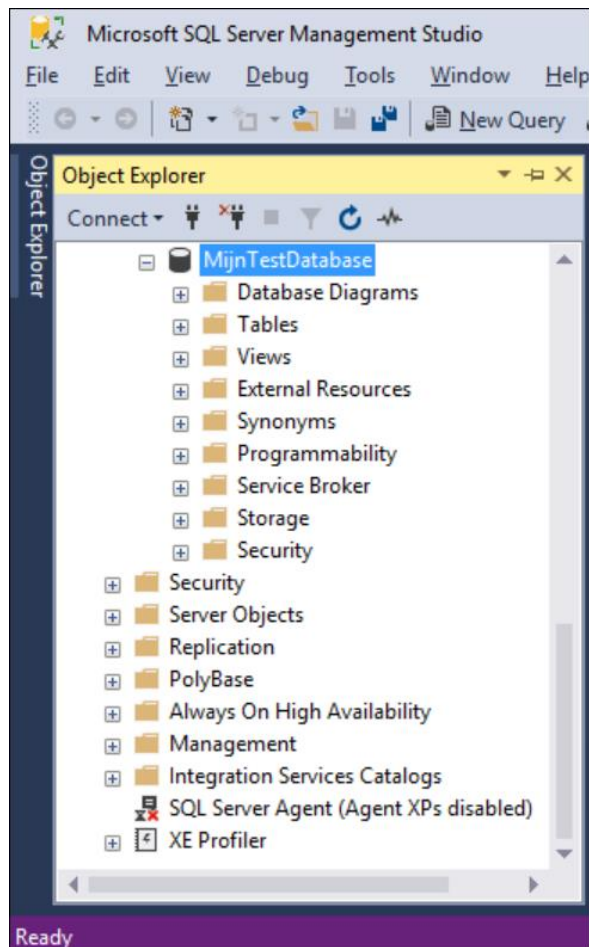 Microsoft SQL Server Management Studio
File Edit View Debug Tools Window Help
New Query
Object Explorer
Object Explorer
Connect
MijnTestDatabase
Database Diagrams
Tables
Views
External Resources
Synonyms
Programmability
Service Broker
Storage
Security
Security
Server Objects
Replication
PolyBase
Always On High Availability
Management
Integration Services Catalogs
SQL Server Agent (Agent XPs disabled)
XE Profiler
Ready